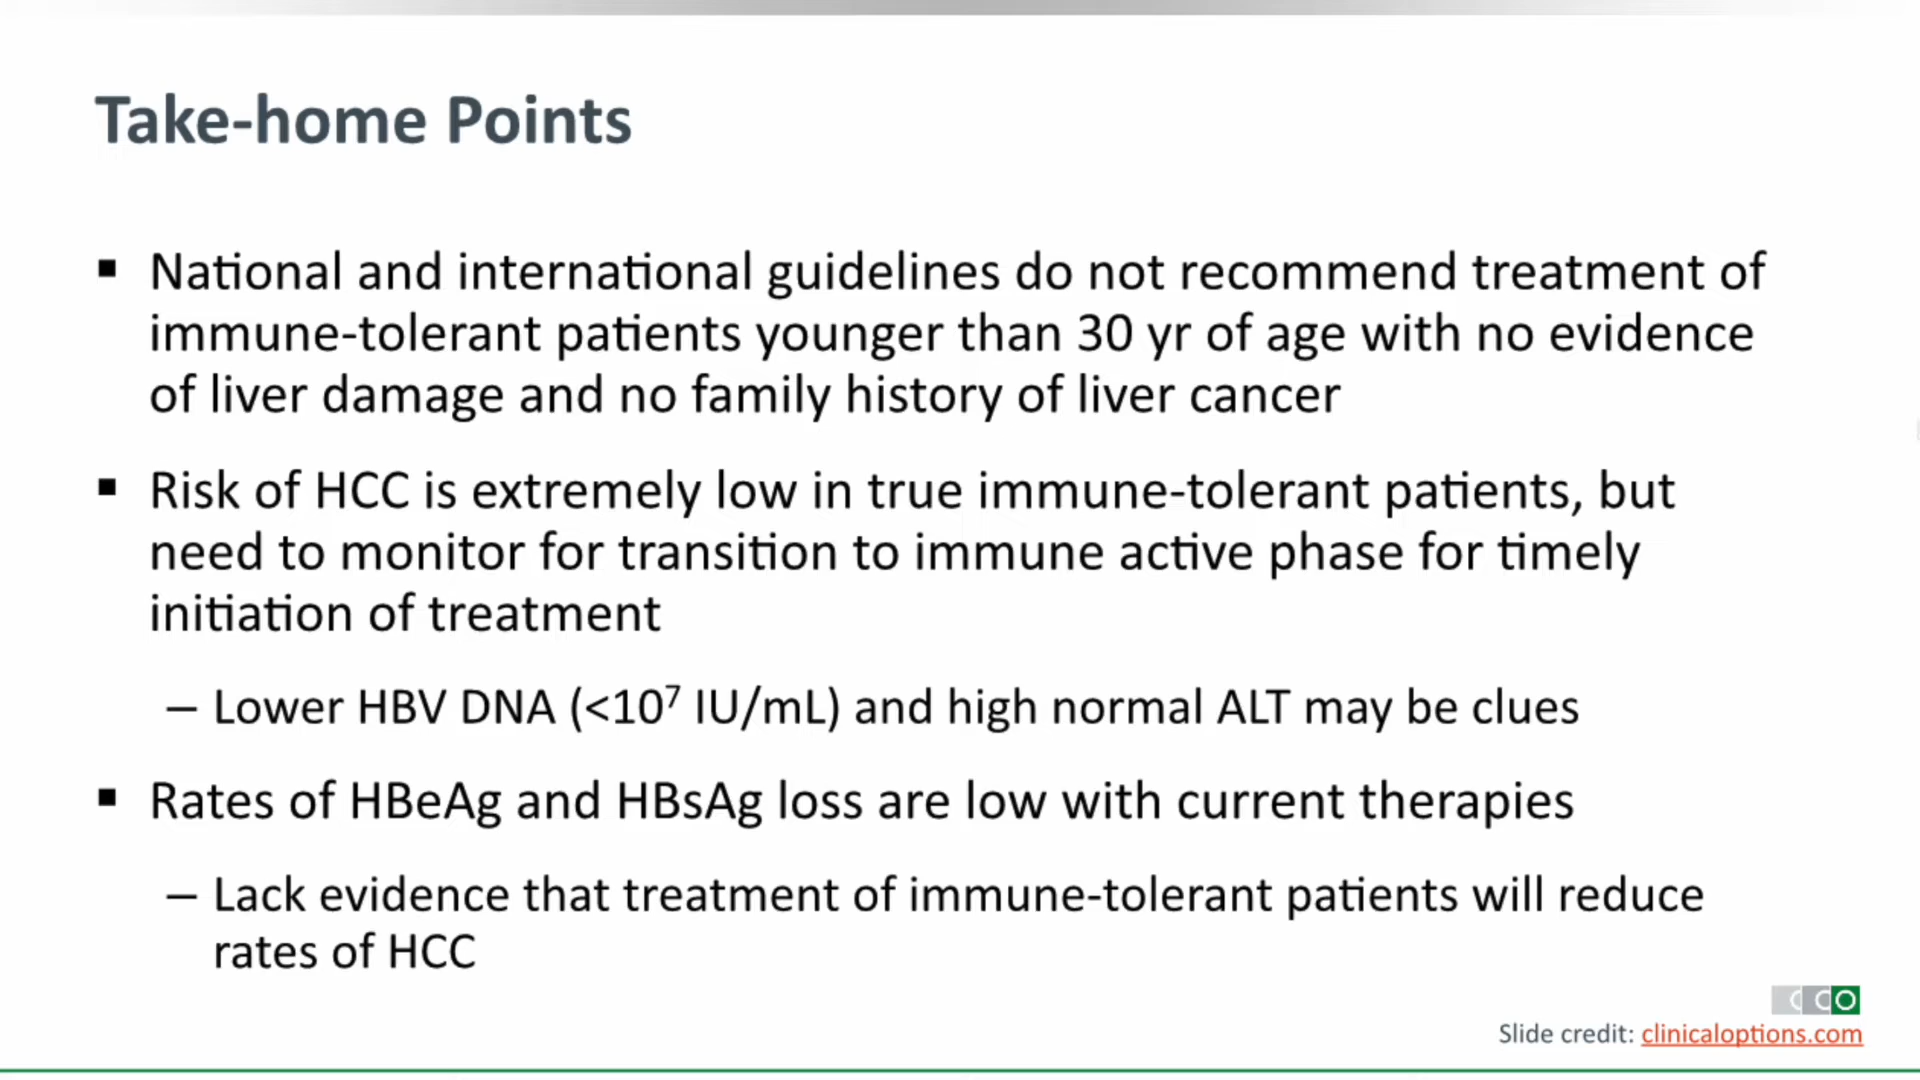 Take-home Points
▪ National and international guidelines do not recommend treatment of
immune-tolerant patients younger than 30 yr of age with no evidence
of liver damage and no family history of liver cancer
▪ Risk of HCC is extremely low in true immune-tolerant patients, but
need to monitor for transition to immune active phase for timely
initiation of treatment
– Lower HBV DNA (<10⁷ IU/mL) and high normal ALT may be clues
▪ Rates of HBeAg and HBsAg loss are low with current therapies
– Lack evidence that treatment of immune-tolerant patients will reduce
rates of HCC
CCO
Slide credit: clinicaloptions.com